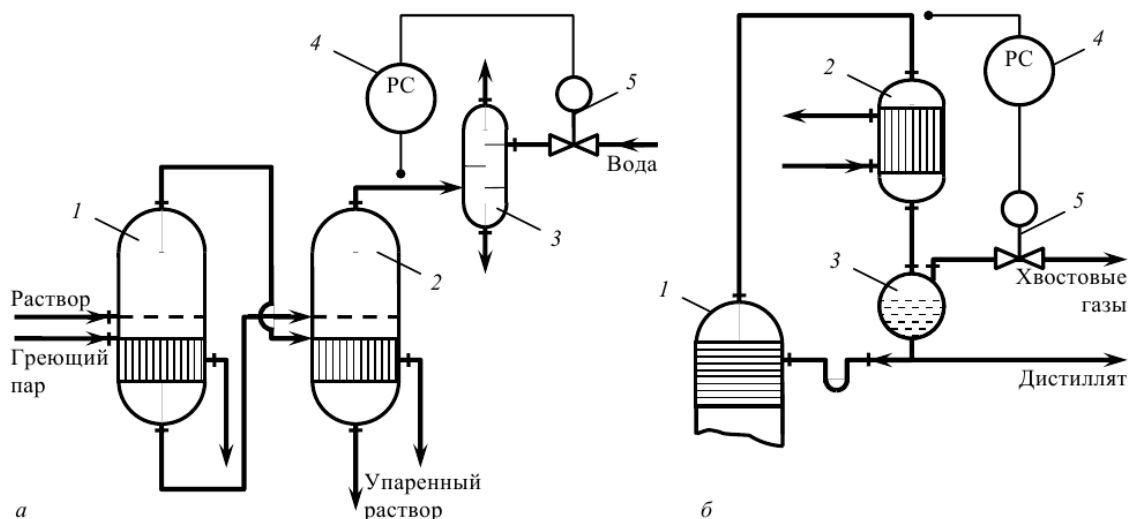 4
PC
5
Вода
3
1
2
Раствор
Греющий
пар
Упаренный
раствор
а
2
PC
4
5
3
Хвостовые
газы
1
Дистиллят
б